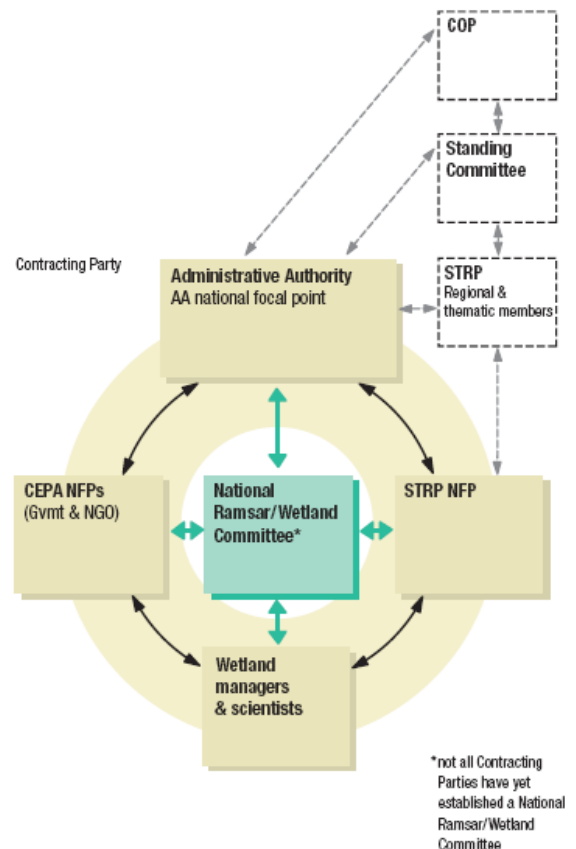 COP
Standing
Committee
Contracting Party
Administrative Authority
AA national focal point
STRP
Regional &
thematic members
CEPA NFPs
(Gvmt & NGO)
National
Ramsar/Wetland
Committee*
STRP NFP
Wetland
managers
& scientists
*not all Contracting
Parties have yet
established a National
Ramsar/Wetland
Committee